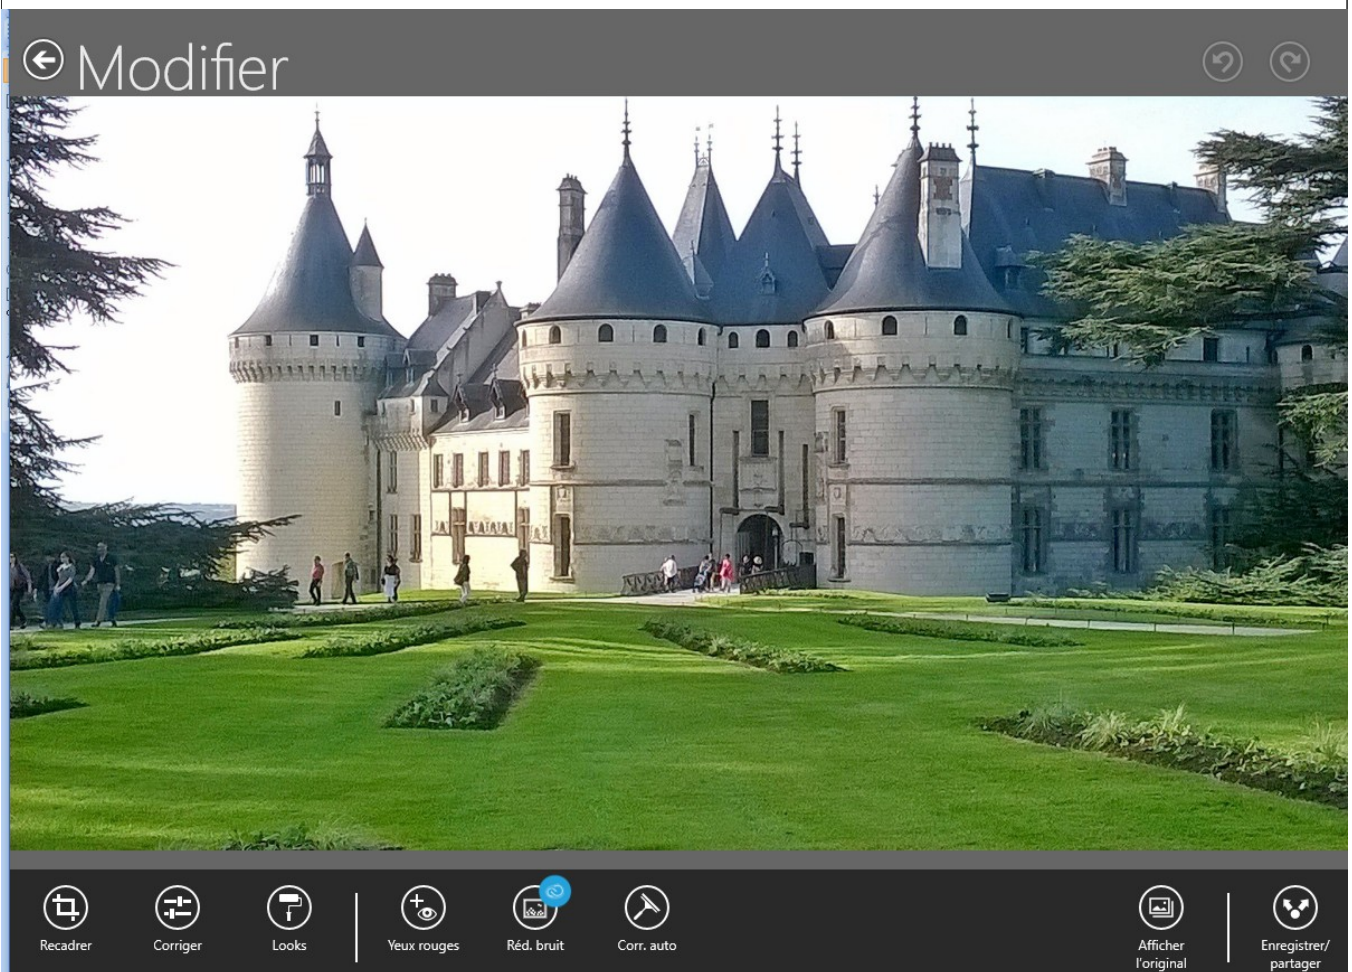 Modifier
Recadrer
Corriger
Looks
Yeux rouges
Réd. bruit
Corr. auto
Afficher
l'original
Enregistrer/
partager